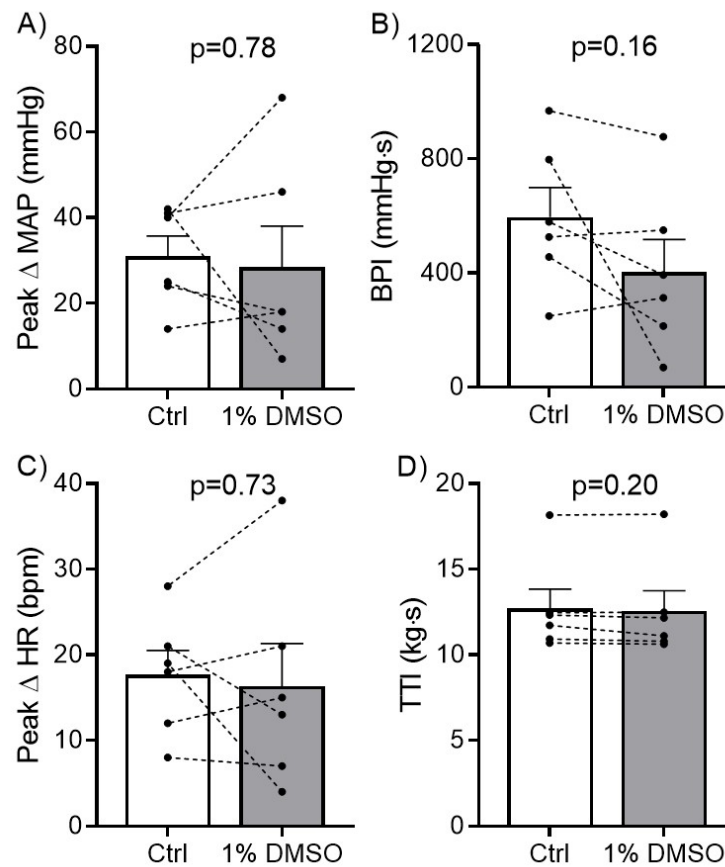 A)
p=0.78
Peak Δ MAP (mmHg)
80
60
40
20
0
Ctrl 1% DMSO
B)
p=0.16
BPI (mmHg·s)
1200
800
400
0
Ctrl 1% DMSO
C)
p=0.73
Peak Δ HR (bpm)
40
30
20
10
0
Ctrl 1% DMSO
D)
p=0.20
TTI (kg·s)
20
15
10
5
0
Ctrl 1% DMSO